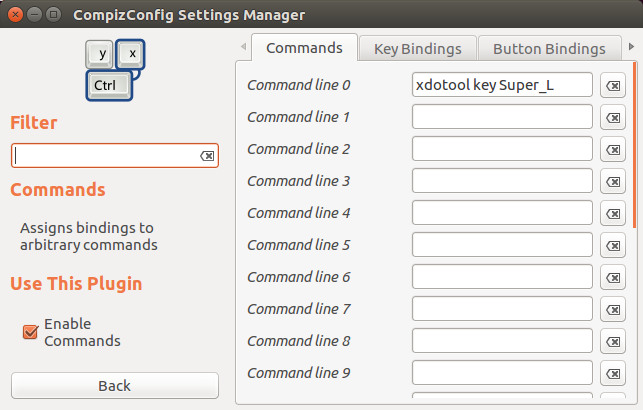 CompizConfig Settings Manager
y
x
Ctrl
Filter
Commands
Assigns bindings to
arbitrary commands
Use This Plugin
Enable
Commands
Back
Commands
Key Bindings
Button Bindings
Command line 0
xdotool key Super_L
Command line 1
Command line 2
Command line 3
Command line 4
Command line 5
Command line 6
Command line 7
Command line 8
Command line 9